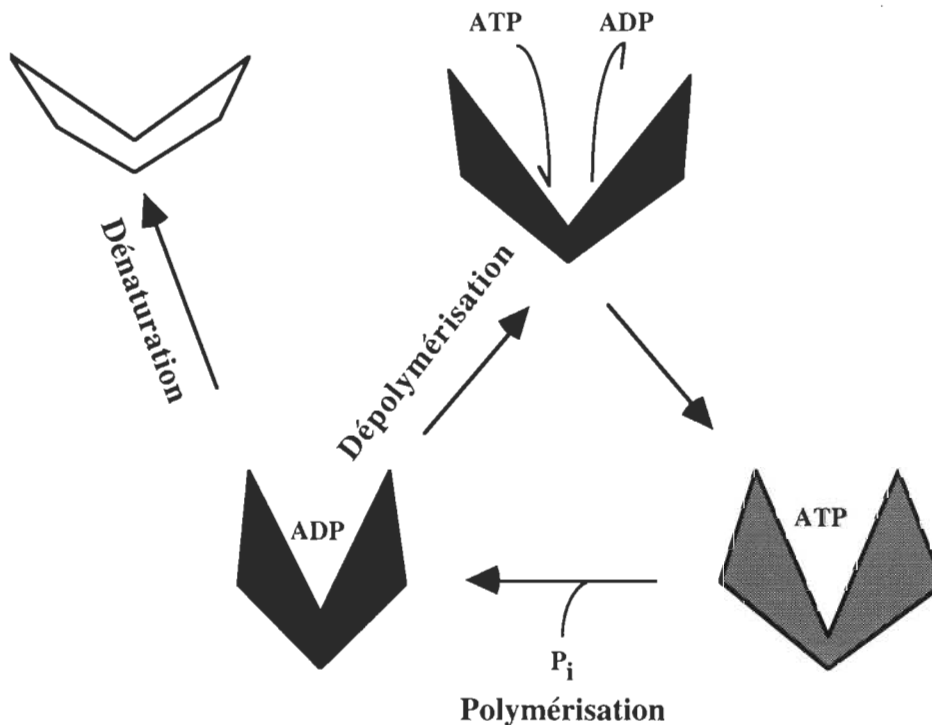 ATP ADP
Dénaturation
Dépolymérisation
ADP
ATP
Pi
Polymérisation